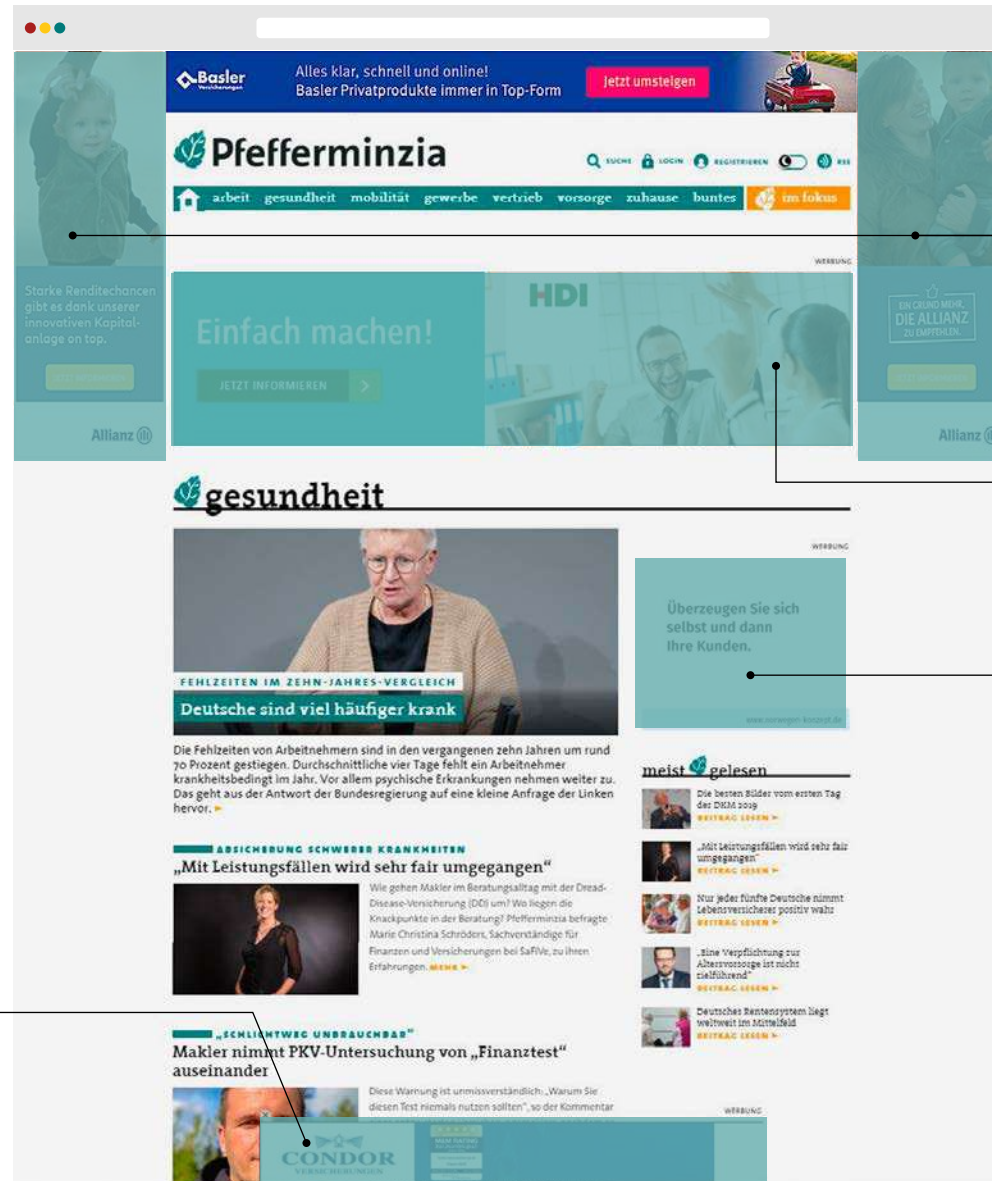 Basler
Versicherungen
Alles klar, schnell und online!
Basler Privatprodukte immer in Top-Form
Jetzt umsteigen
Pfefferminzia
SUCHE
LOGIN
REGISTRIEREN
RSS
arbeit gesundheit mobilität gewerbe vertrieb vorsorge zuhause buntes im fokus
WERBUNG
Starke Renditechancen
gibt es dank unserer
innovativen Kapital-
anlage on top.
JETZT INFORMIEREN
Allianz
Einfach machen!
JETZT INFORMIEREN
HDI
EIN GRUND MEHR,
DIE ALLIANZ
ZU EMPFEHLEN.
JETZT INFORMIEREN
Allianz
gesundheit
FEHLZEITEN IM ZEHN-JAHRES-VERGLEICH
Deutsche sind viel häufiger krank
Die Fehlzeiten von Arbeitnehmern sind in den vergangenen zehn Jahren um rund
70 Prozent gestiegen. Durchschnittliche vier Tage fehlt ein Arbeitnehmer
krankheitsbedingt im Jahr. Vor allem psychische Erkrankungen nehmen weiter zu.
Das geht aus der Antwort der Bundesregierung auf eine kleine Anfrage der Linken
hervor.
ABSICHERUNG SCHWERER KRANKHEITEN
„Mit Leistungsfällen wird sehr fair umgegangen“
Wie gehen Makler im Beratungsalltag mit der Dread-
Disease-Versicherung (DD) um? Wo liegen die
Knackpunkte in der Beratung? Pfefferminzia befragte
Marie Christina Schröders, Sachverständige für
Finanzen und Versicherungen bei SaFiVe, zu ihren
Erfahrungen. MEHR
„SCHLICHTWEG UNBRAUCHBAR“
Makler nimmt PKV-Untersuchung von „Finanztest“
auseinander
Diese Warnung ist unmissverständlich: „Warum Sie
diesen Test niemals nutzen sollten“, so der Kommentar
WERBUNG
Überzeugen Sie sich
selbst und dann
Ihre Kunden.
meist gelesen
Die besten Bilder vom ersten Tag
der DKM 2019
BEITRAG LESEN
„Mit Leistungsfällen wird sehr fair
umgegangen“
BEITRAG LESEN
Nur jeder fünfte Deutsche nimmt
Lebensversicherer positiv wahr
BEITRAG LESEN
„Eine Verpflichtung zur
Altersvorsorge ist nicht
zielführend“
BEITRAG LESEN
Deutsches Rentensystem liegt
weltweit im Mittelfeld
BEITRAG LESEN
WERBUNG
CONDOR
VERSICHERUNGEN